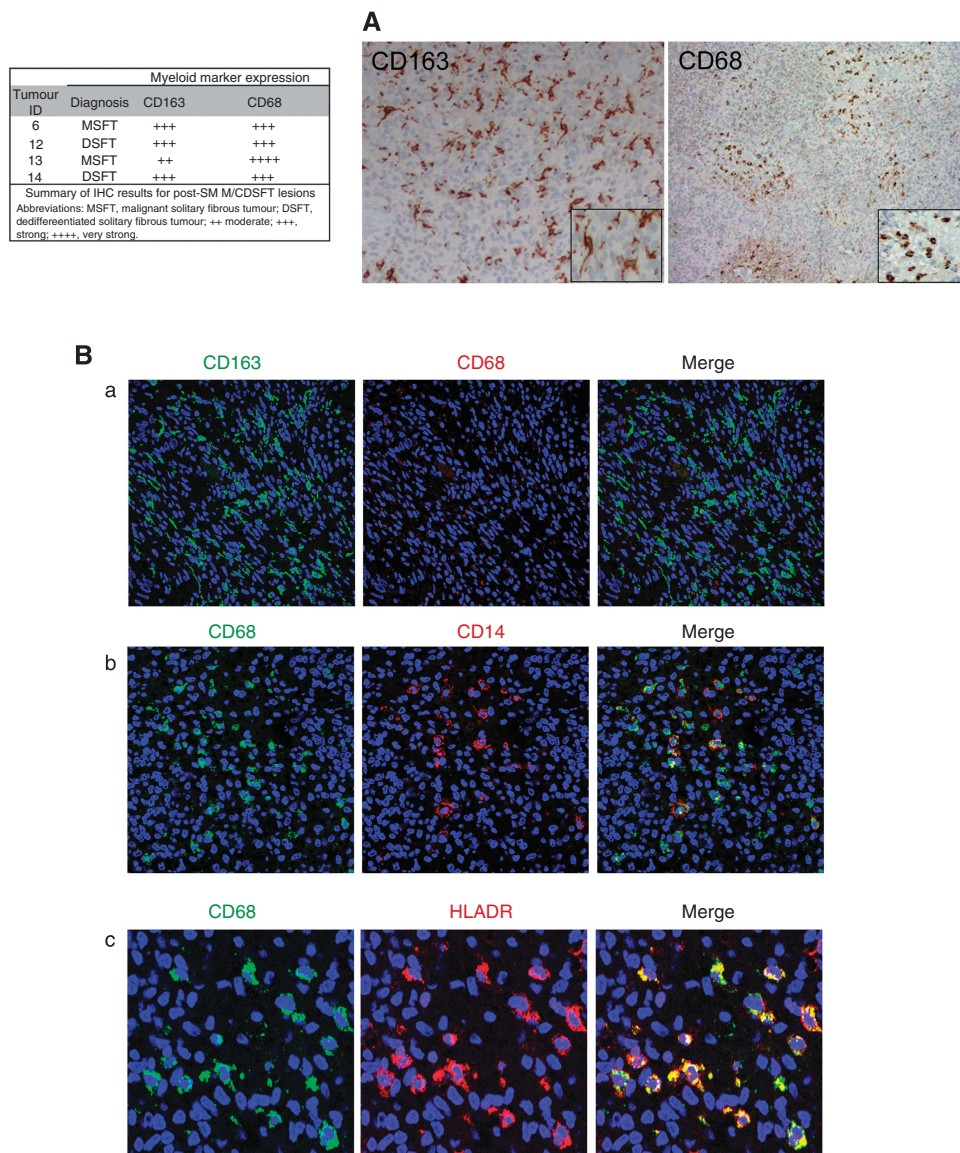 A
Myeloid marker expression
Tumour ID Diagnosis CD163 CD68
6 MSFT +++ +++
12 DSFT +++ +++
13 MSFT ++ ++++
14 DSFT +++ +++
Summary of IHC results for post-SM M/CDSFT lesions
Abbreviations: MSFT, malignant solitary fibrous tumour; DSFT,
dedifferentiated solitary fibrous tumour; ++ moderate; +++,
strong; ++++, very strong.
CD163 CD68
B
CD163 CD68 Merge
a
CD68 CD14 Merge
b
CD68 HLADR Merge
c